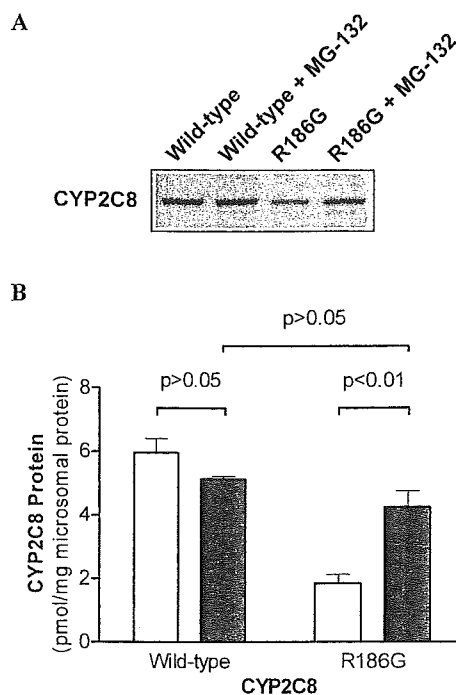 A
Wild-type
Wild-type + MG-132
R186G
R186G + MG-132
CYP2C8
B
p>0.05
p>0.05
p<0.01
CYP2C8 Protein
(pmol/mg microsomal protein)
8
6
4
2
0
Wild-type
R186G
CYP2C8